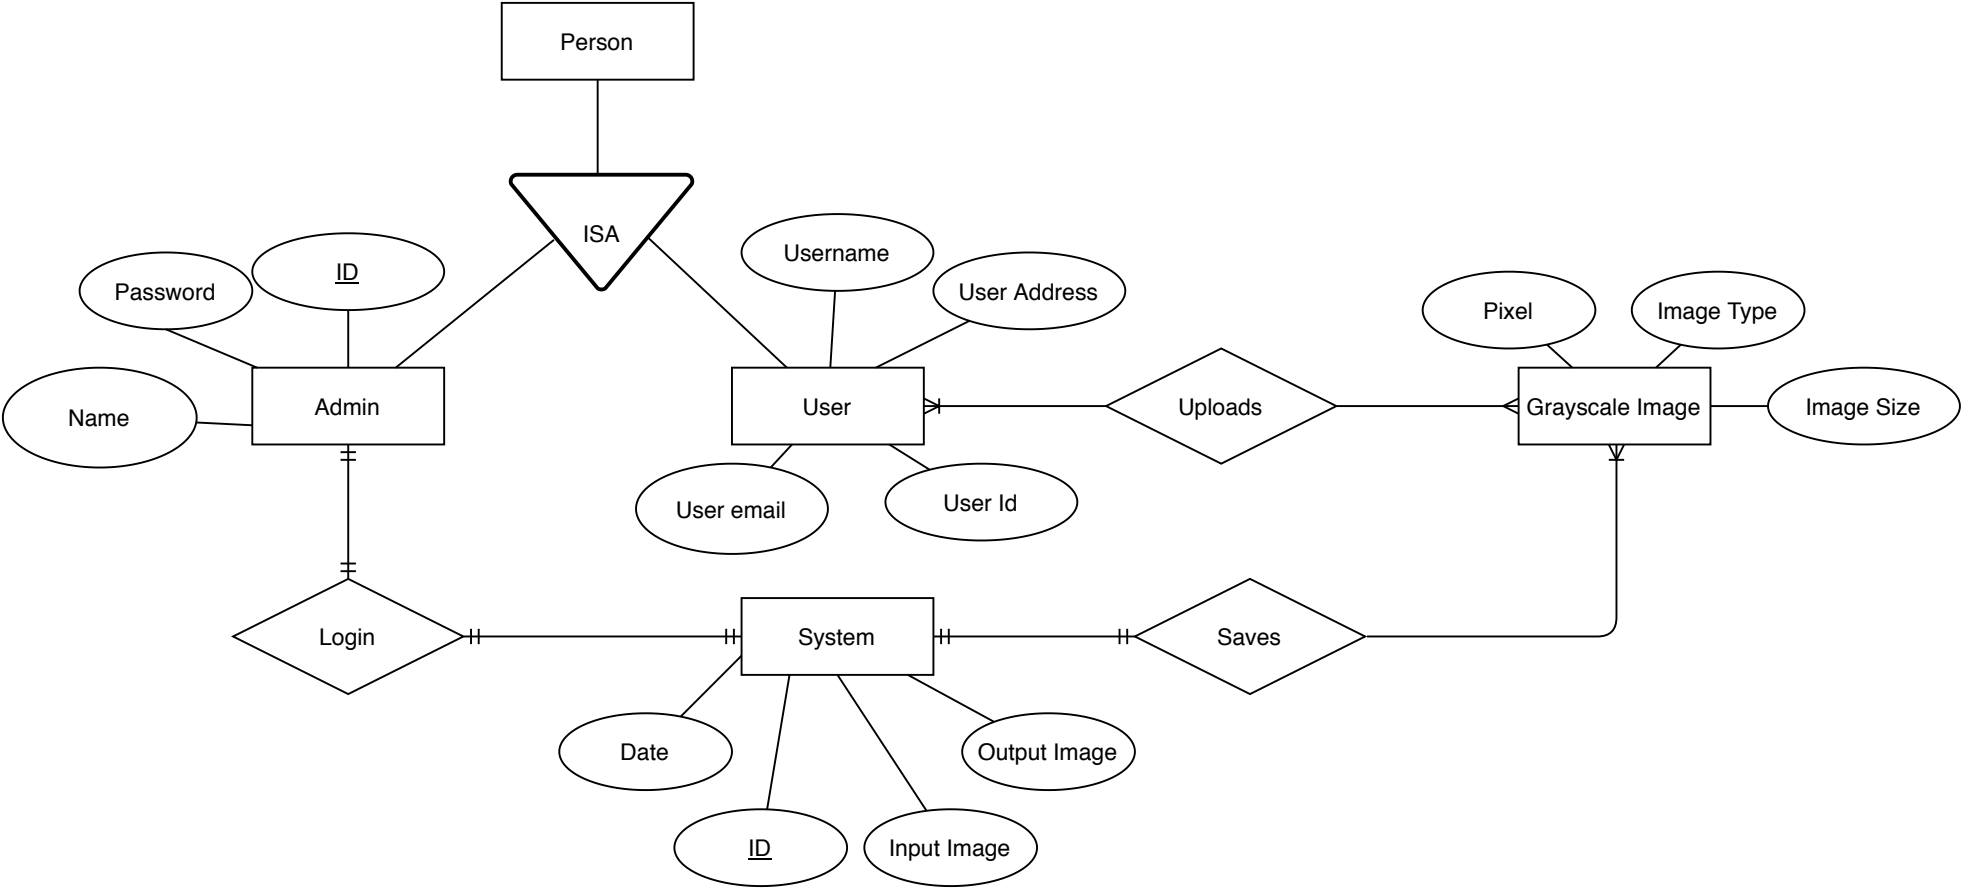 Person
ISA
Username
ID
Password
User Address
Pixel
Image Type
Name
Admin
User
Uploads
Grayscale Image
Image Size
User email
User Id
Login
System
Saves
Date
Output Image
ID
Input Image